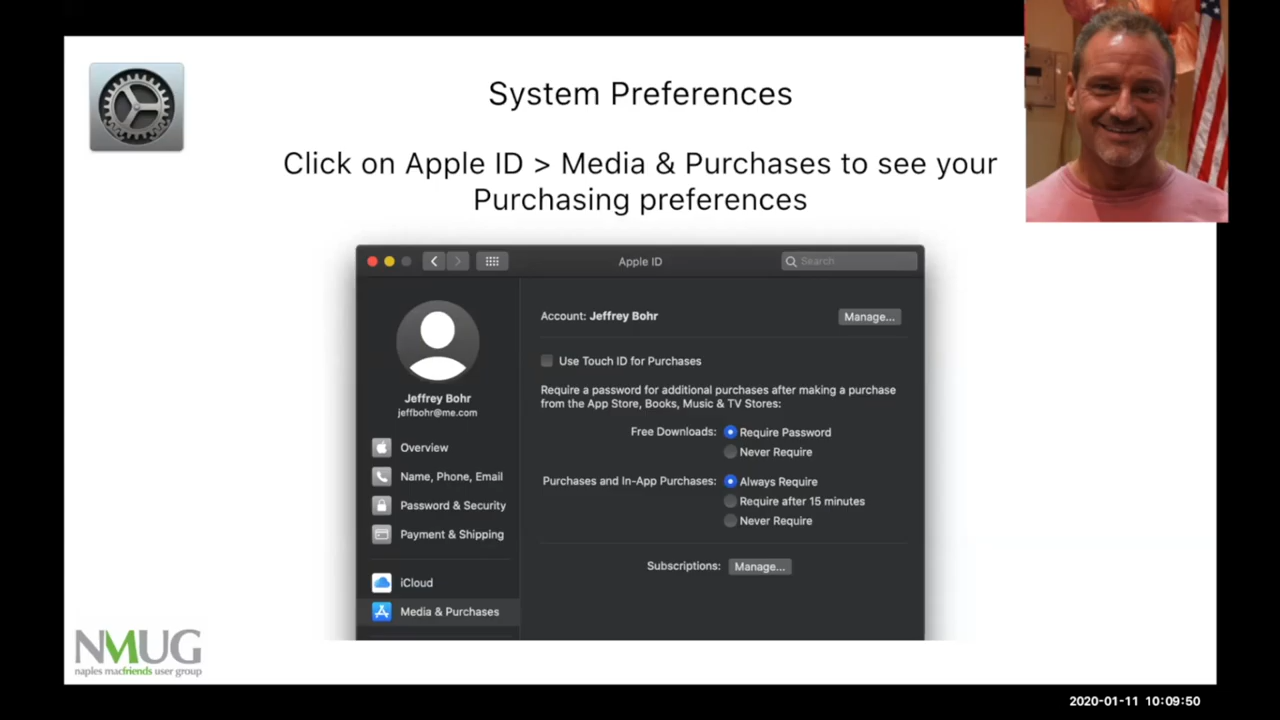 System Preferences
Click on Apple ID > Media & Purchases to see your
Purchasing preferences
Apple ID
Search
Jeffrey Bohr
jeffbohr@me.com
Overview
Name, Phone, Email
Password & Security
Payment & Shipping
iCloud
Media & Purchases
Account: Jeffrey Bohr
Manage...
Use Touch ID for Purchases
Require a password for additional purchases after making a purchase
from the App Store, Books, Music & TV Stores:
Free Downloads: Require Password
Never Require
Purchases and In-App Purchases: Always Require
Require after 15 minutes
Never Require
Subscriptions: Manage...
NMUG
naples macfriends user group
2020-01-11 10:09:50